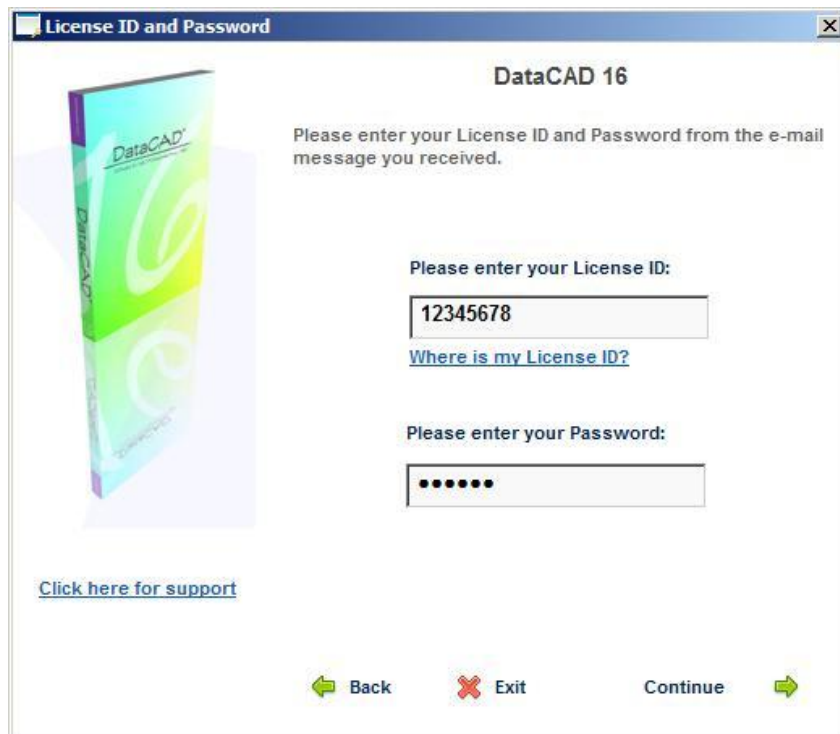 License ID and Password
DataCAD 16
Please enter your License ID and Password from the e-mail
message you received.
DataCAD
16
DataCAD
Please enter your License ID:
12345678
Where is my License ID?
Please enter your Password:
••••••
Click here for support
Back
Exit
Continue